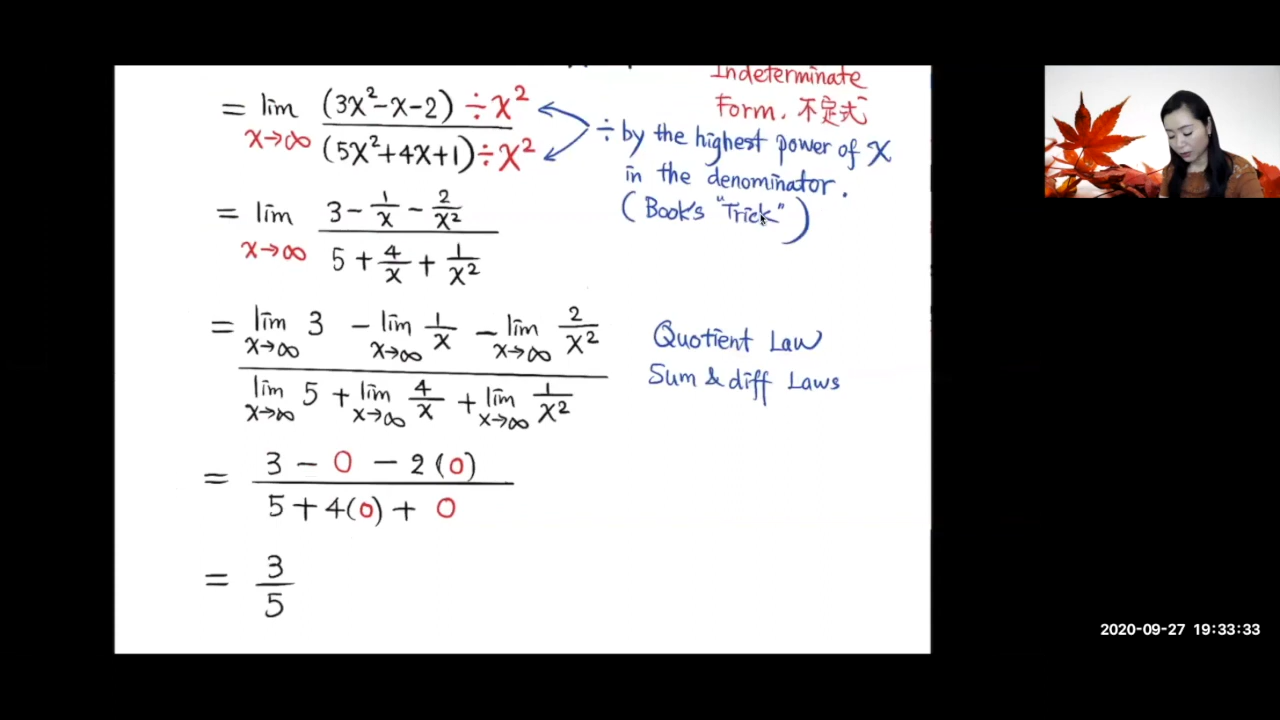 Indeterminate
Form. 不定式
= lim (3x²-x-2) ÷x² / (5x²+4x+1) ÷x²
x→∞
÷ by the highest power of x
in the denominator.
(Book's "Trick")
= lim (3 - 1/x - 2/x²) / (5 + 4/x + 1/x²)
x→∞
= lim 3 - lim 1/x - lim 2/x²
x→∞ x→∞ x→∞
lim 5 + lim 4/x + lim 1/x²
x→∞ x→∞ x→∞
Quotient Law
Sum & diff Laws
= 3 - 0 - 2(0)
5 + 4(0) + 0
= 3/5
2020-09-27 19:33:33